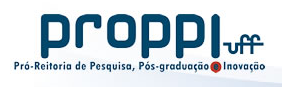 proppi uff
Pró-Reitoria de Pesquisa, Pós-graduação e Inovação